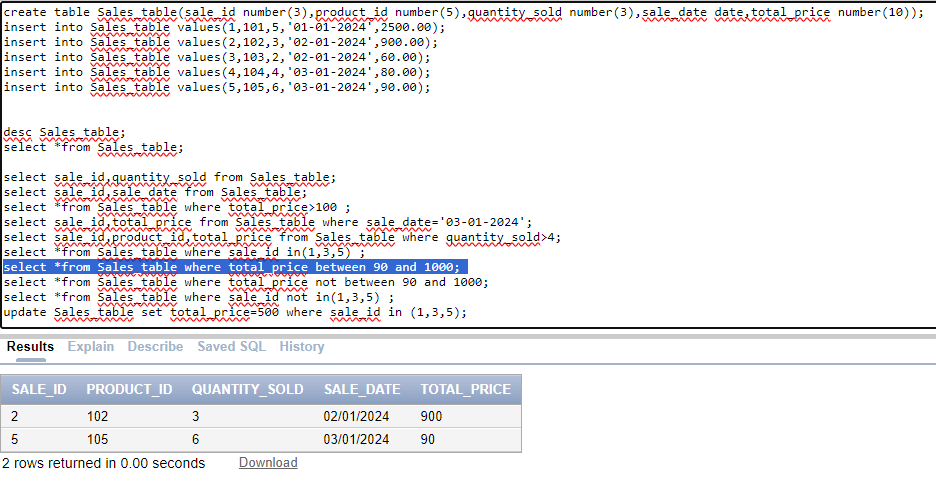 create table Sales_table(sale_id number(3),product_id number(5),quantity_sold number(3),sale_date date,total_price number(10));
insert into Sales_table values(1,101,5,'01-01-2024',2500.00);
insert into Sales_table values(2,102,3,'02-01-2024',900.00);
insert into Sales_table values(3,103,2,'02-01-2024',60.00);
insert into Sales_table values(4,104,4,'03-01-2024',80.00);
insert into Sales_table values(5,105,6,'03-01-2024',90.00);
desc Sales_table;
select *from Sales_table;
select sale_id,quantity_sold from Sales_table;
select sale_id,sale_date from Sales_table;
select *from Sales_table where total_price>100 ;
select sale_id,total_price from Sales_table where sale_date='03-01-2024';
select sale_id,product_id,total_price from Sales_table where quantity_sold>4;
select *from Sales_table where sale_id in(1,3,5) ;
select *from Sales_table where total_price between 90 and 1000;
select *from Sales_table where total_price not between 90 and 1000;
select *from Sales_table where sale_id not in(1,3,5) ;
update Sales_table set total_price=500 where sale_id in (1,3,5);
Results Explain Describe Saved SQL History
SALE_ID PRODUCT_ID QUANTITY_SOLD SALE_DATE TOTAL_PRICE
2 102 3 02/01/2024 900
5 105 6 03/01/2024 90
2 rows returned in 0.00 seconds Download